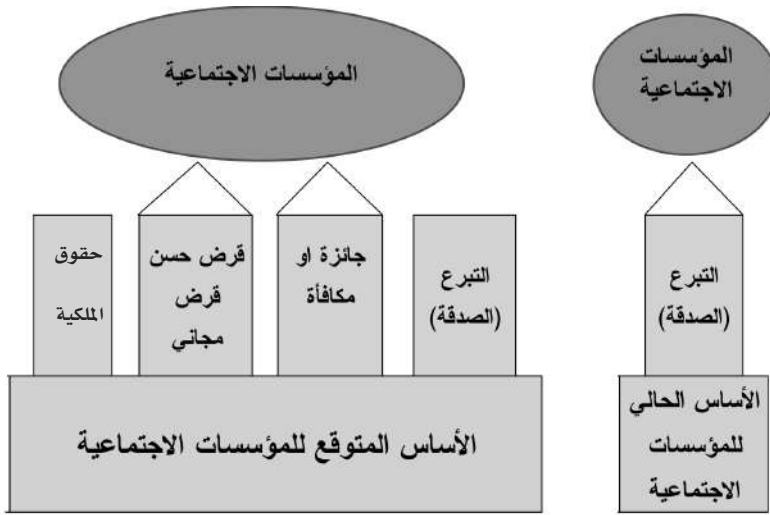 المؤسسات
الاجتماعية
التبرع
(الصدقة)
الأساس الحالي
للمؤسسات
الاجتماعية
المؤسسات الاجتماعية
التبرع
(الصدقة)
جائزة او
مكافأة
قرض حسن
قرض
مجاني
حقوق
الملكية
الأساس المتوقع للمؤسسات الاجتماعية